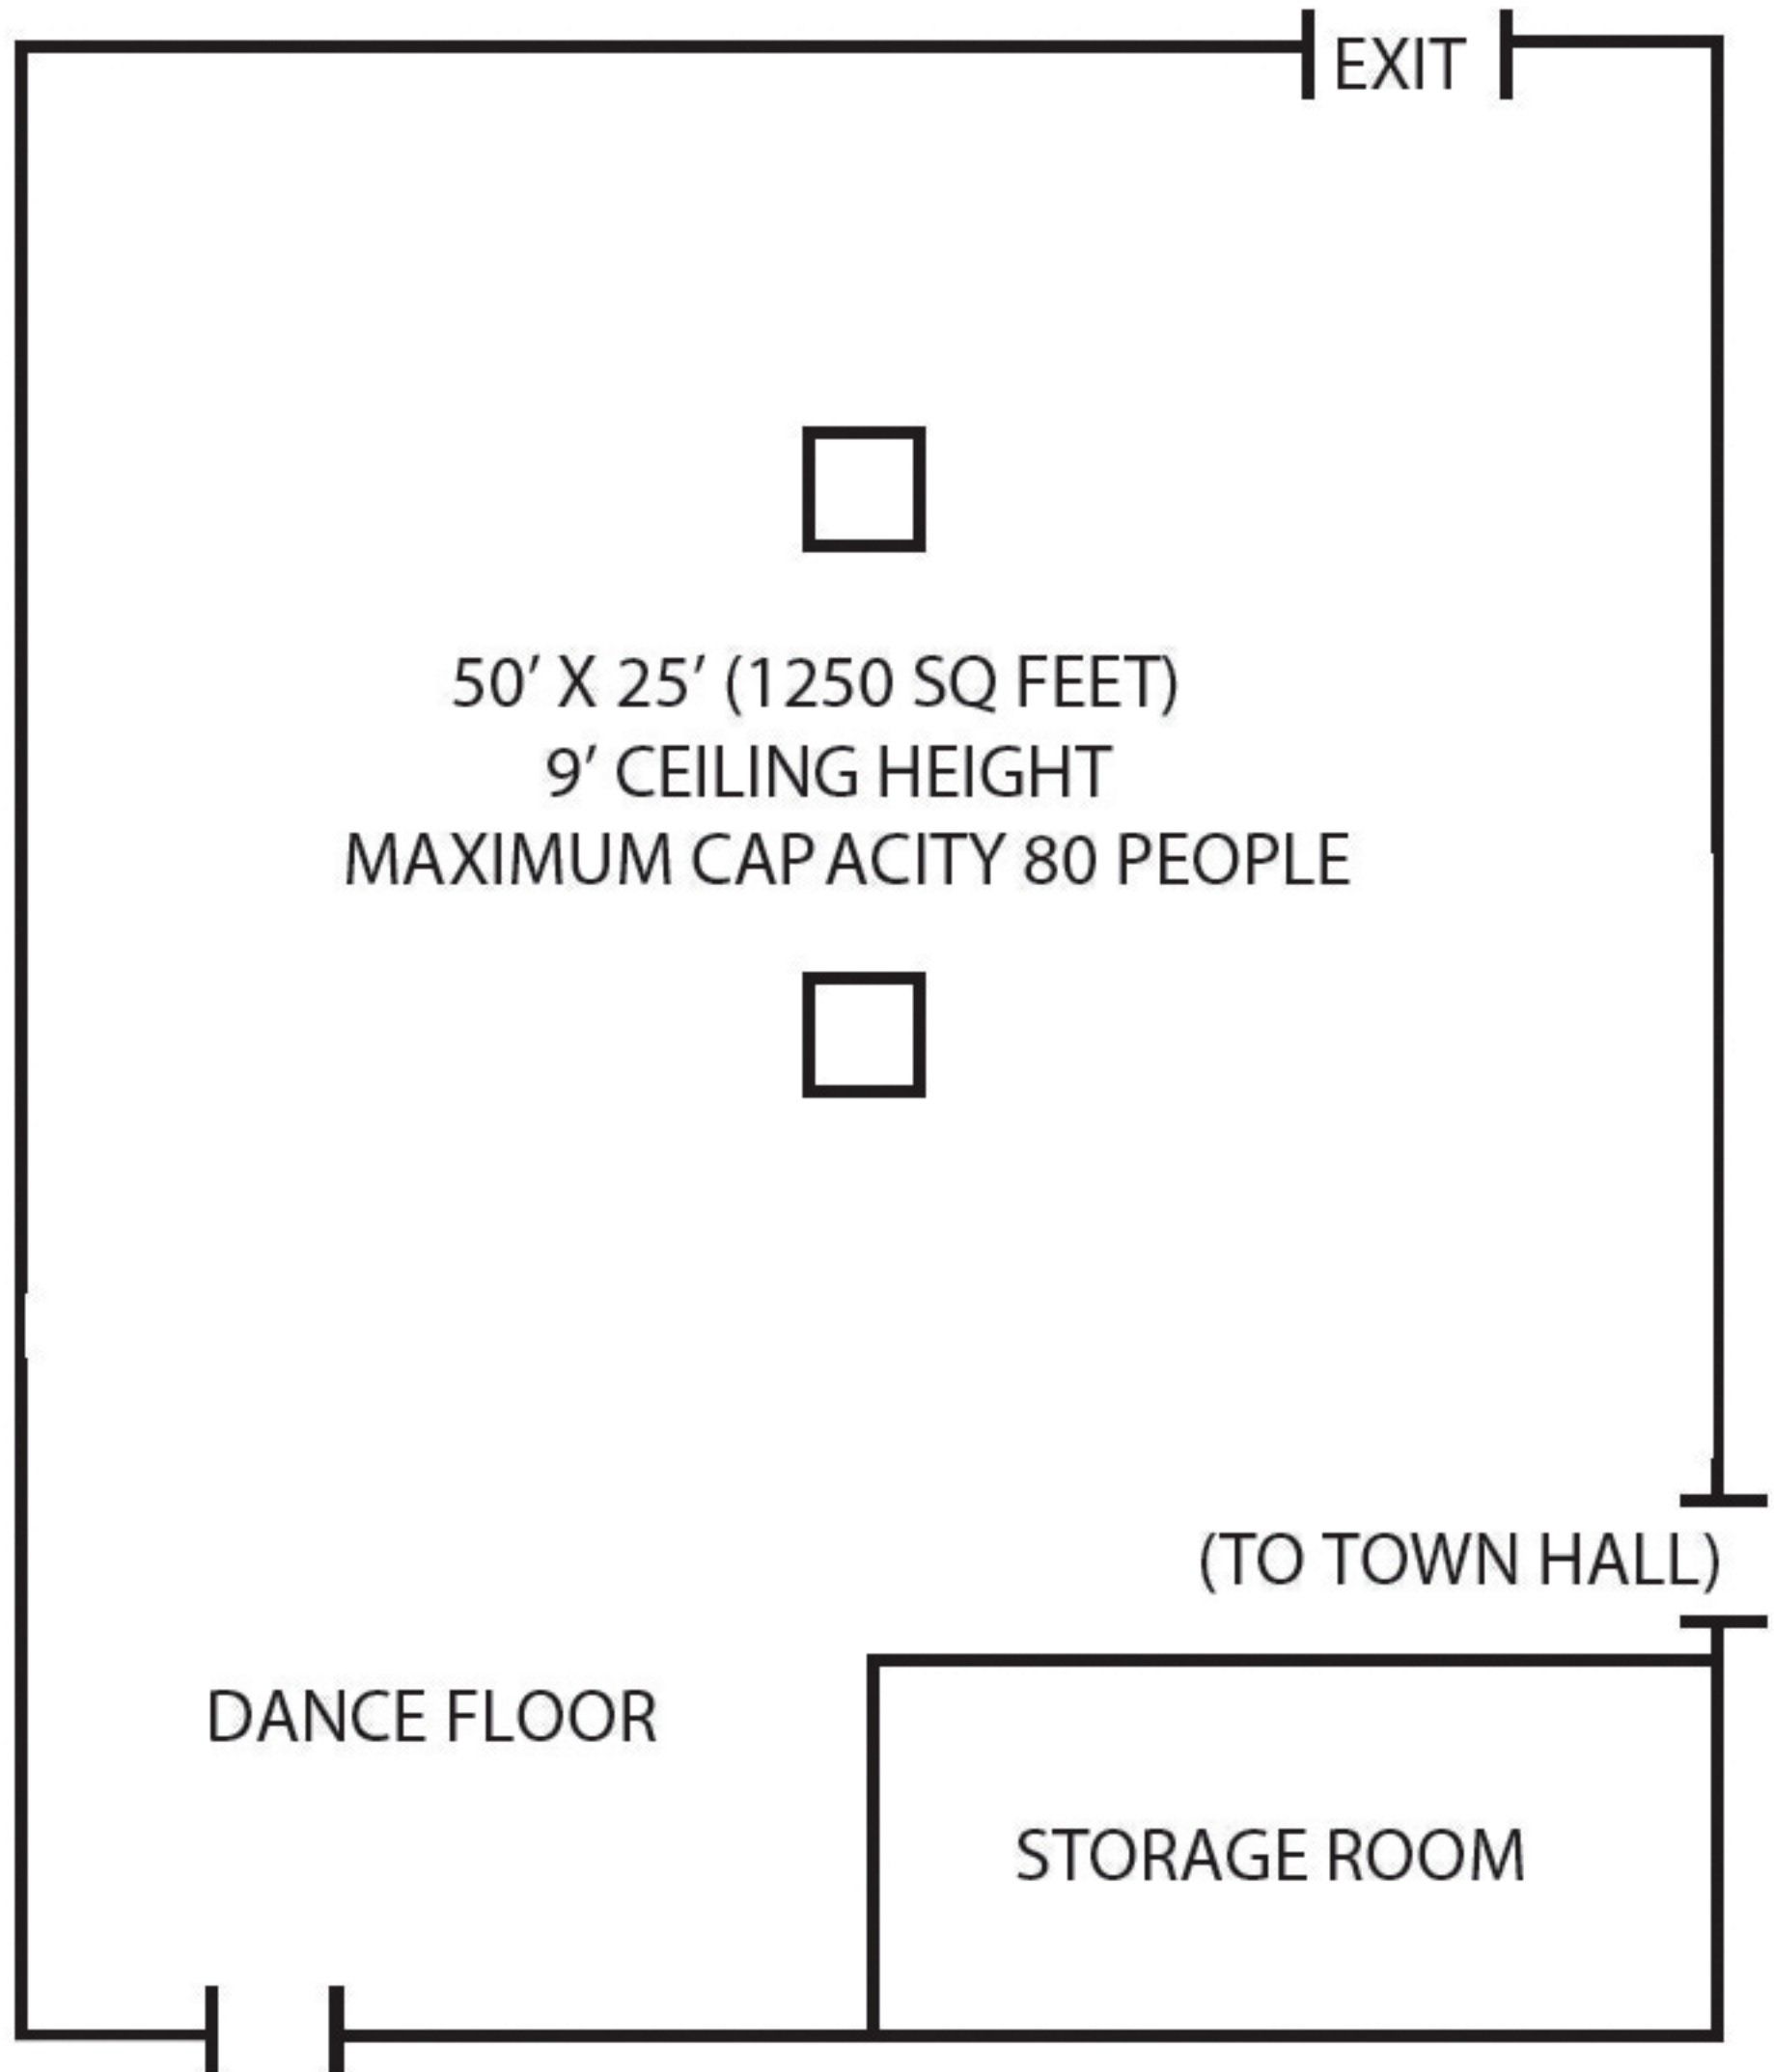 EXIT
50’ X 25’ (1250 SQ FEET)
9’ CEILING HEIGHT
MAXIMUM CAPACITY 80 PEOPLE
(TO TOWN HALL)
DANCE FLOOR
STORAGE ROOM